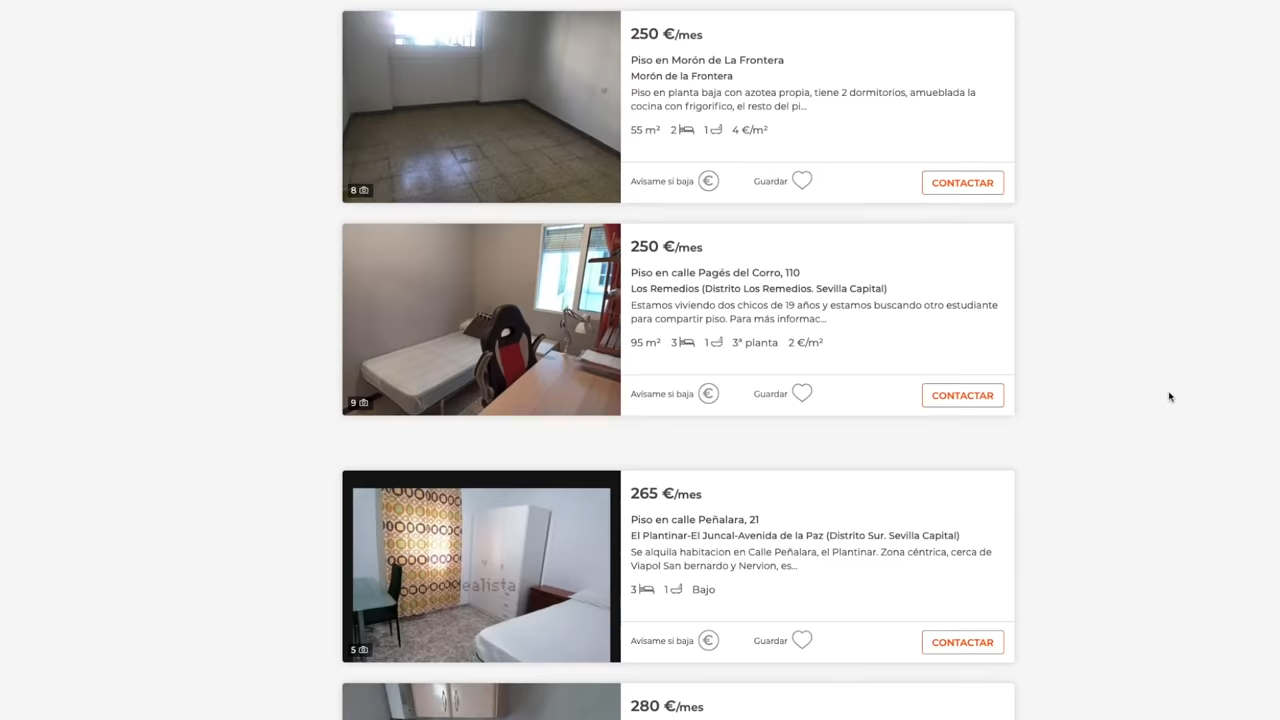 250 €/mes
Piso en Morón de La Frontera
Morón de la Frontera
Piso en planta baja con azotea propia, tiene 2 dormitorios, amueblada la
cocina con frigorifico, el resto del pi...
55 m² 2 1 4 €/m²
8
Avísame si baja € Guardar CONTACTAR
250 €/mes
Piso en calle Pagés del Corro, 110
Los Remedios (Distrito Los Remedios. Sevilla Capital)
Estamos viviendo dos chicos de 19 años y estamos buscando otro estudiante
para compartir piso. Para más informac...
95 m² 3 1 3ª planta 2 €/m²
9
Avísame si baja € Guardar CONTACTAR
265 €/mes
Piso en calle Peñalara, 21
El Plantinar-El Juncal-Avenida de la Paz (Distrito Sur. Sevilla Capital)
Se alquila habitacion en Calle Peñalara, el Plantinar. Zona céntrica, cerca de
Viapol San bernardo y Nervion, es...
idealista
3 1 Bajo
5
Avísame si baja € Guardar CONTACTAR
280 €/mes